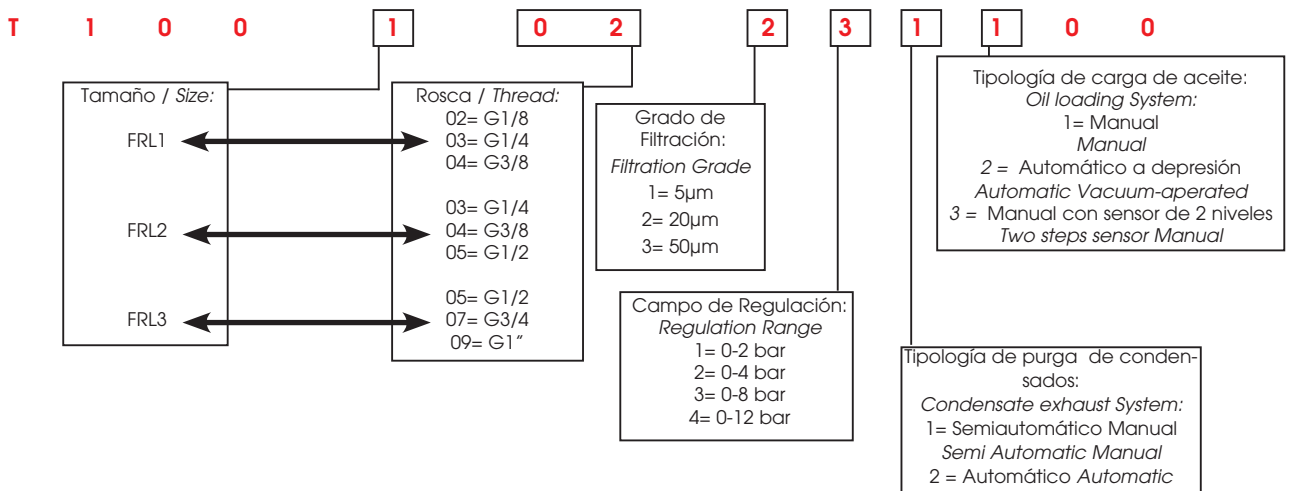 T 1 0 0 1 0 2 2 3 1 1 0 0
Tamaño / Size:
FRL1
FRL2
FRL3
Rosca / Thread:
02= G1/8
03= G1/4
04= G3/8
03= G1/4
04= G3/8
05= G1/2
05= G1/2
07= G3/4
09= G1”
Grado de
Filtración:
Filtration Grade
1= 5µm
2= 20µm
3= 50µm
Campo de Regulación:
Regulation Range
1= 0-2 bar
2= 0-4 bar
3= 0-8 bar
4= 0-12 bar
Tipología de purga de conden-
sados:
Condensate exhaust System:
1= Semiautomático Manual
Semi Automatic Manual
2 = Automático Automatic
Tipología de carga de aceite:
Oil loading System:
1= Manual
Manual
2 = Automático a depresión
Automatic Vacuum-aperated
3 = Manual con sensor de 2 niveles
Two steps sensor Manual